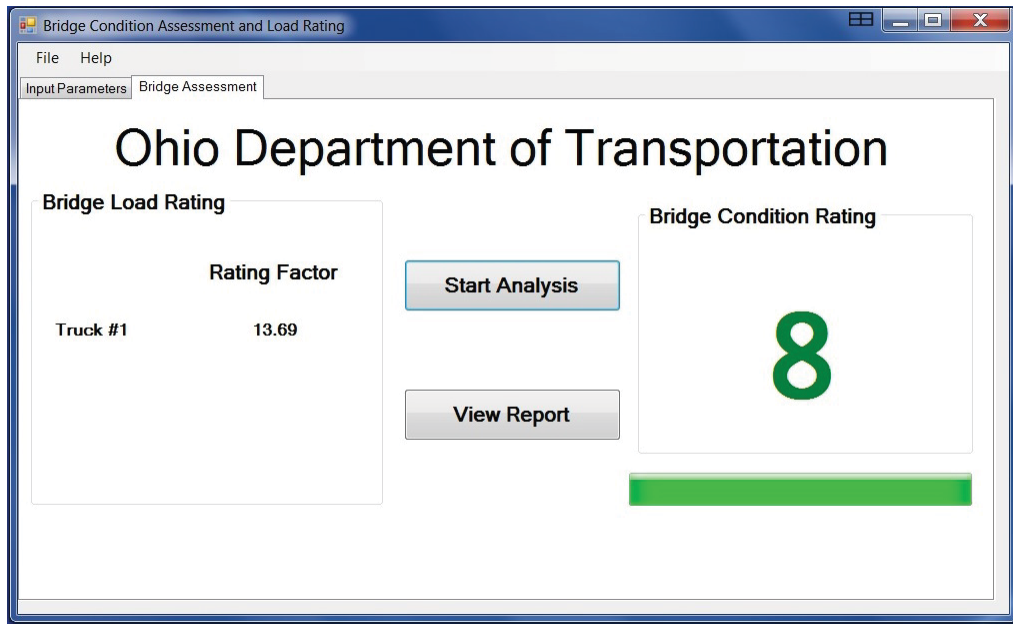 Bridge Condition Assessment and Load Rating
File Help
Input Parameters Bridge Assessment
Ohio Department of Transportation
Bridge Load Rating
Rating Factor
Truck #1 13.69
Start Analysis
View Report
Bridge Condition Rating
8